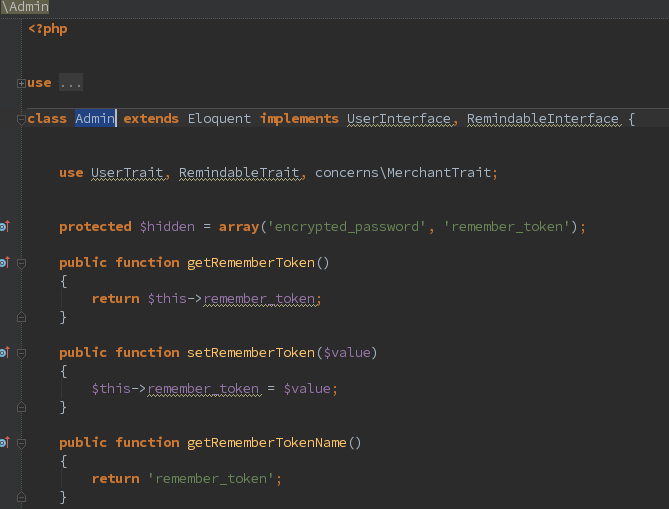 \Admin
<?php
use ...
class Admin extends Eloquent implements UserInterface, RemindableInterface {
use UserTrait, RemindableTrait, concerns\MerchantTrait;
protected $hidden = array('encrypted_password', 'remember_token');
public function getRememberToken()
{
return $this->remember_token;
}
public function setRememberToken($value)
{
$this->remember_token = $value;
}
public function getRememberTokenName()
{
return 'remember_token';
}